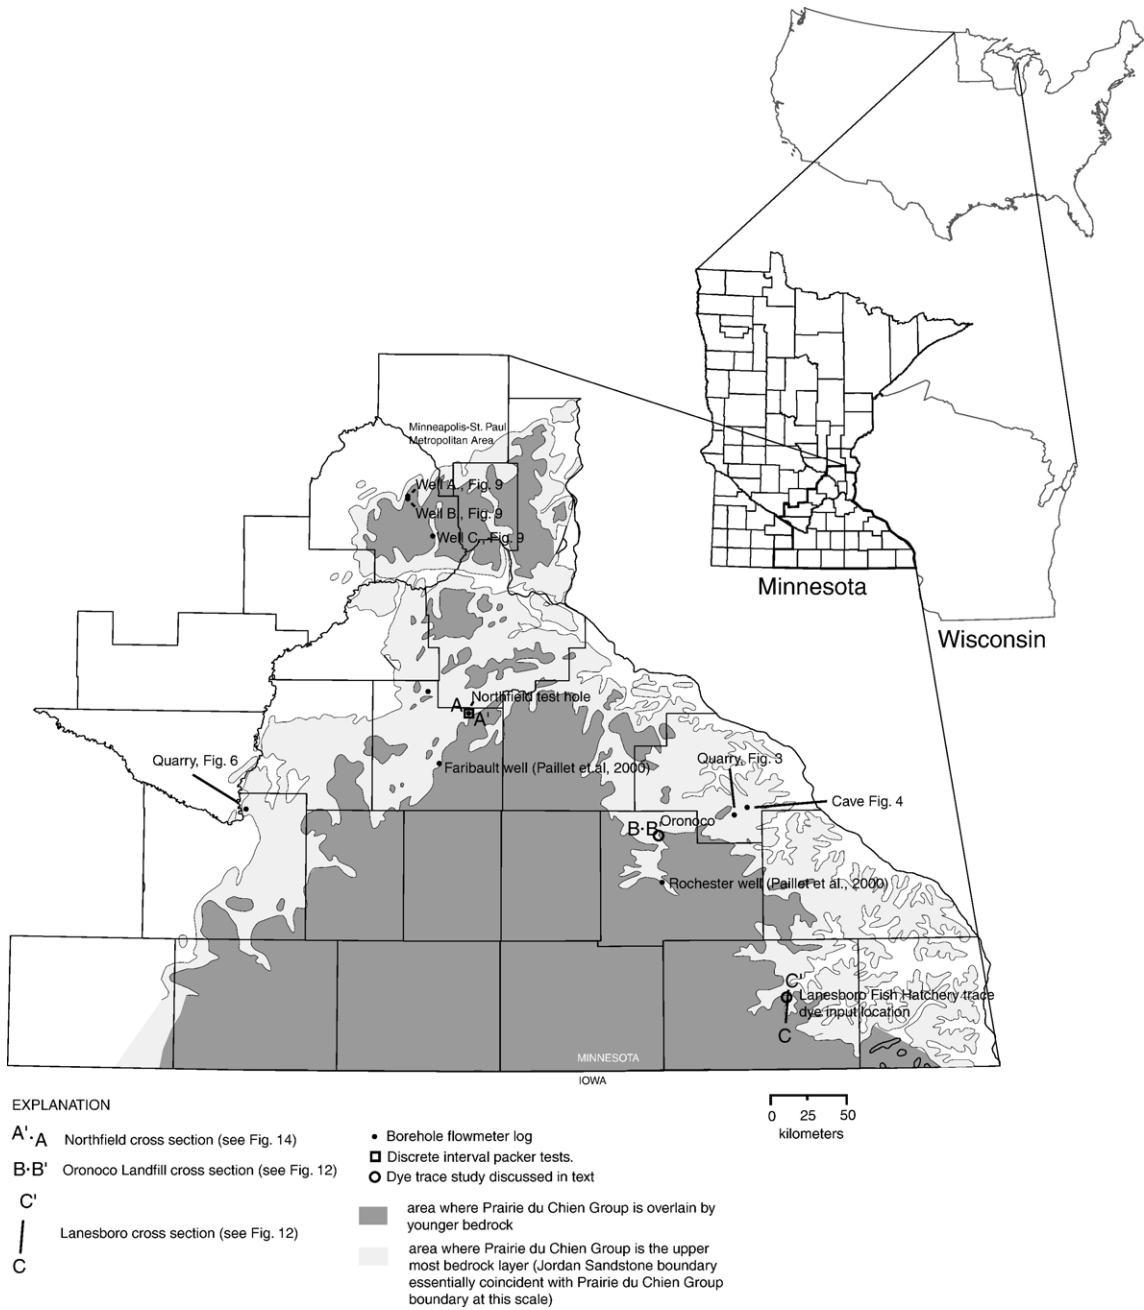 Minnesota
Wisconsin
Minneapolis-St. Paul
Metropolitan Area
Well A., Fig. 9
Well B., Fig. 9
Well C., Fig. 9
Northfield test hole
A
A'
Quarry, Fig. 6
Faribault well (Paillet et.al, 2000)
Quarry, Fig. 3
Cave Fig. 4
B·B'
Oronoco
Rochester well (Paillet et al., 2000)
C'
Lanesboro Fish Hatchery trace
dye input location
C
MINNESOTA
IOWA
0 25 50
kilometers
EXPLANATION
A'·A Northfield cross section (see Fig. 14)
B·B' Oronoco Landfill cross section (see Fig. 12)
C'
Lanesboro cross section (see Fig. 12)
C
Borehole flowmeter log
Discrete interval packer tests.
Dye trace study discussed in text
area where Prairie du Chien Group is overlain by
younger bedrock
area where Prairie du Chien Group is the upper
most bedrock layer (Jordan Sandstone boundary
essentially coincident with Prairie du Chien Group
boundary at this scale)